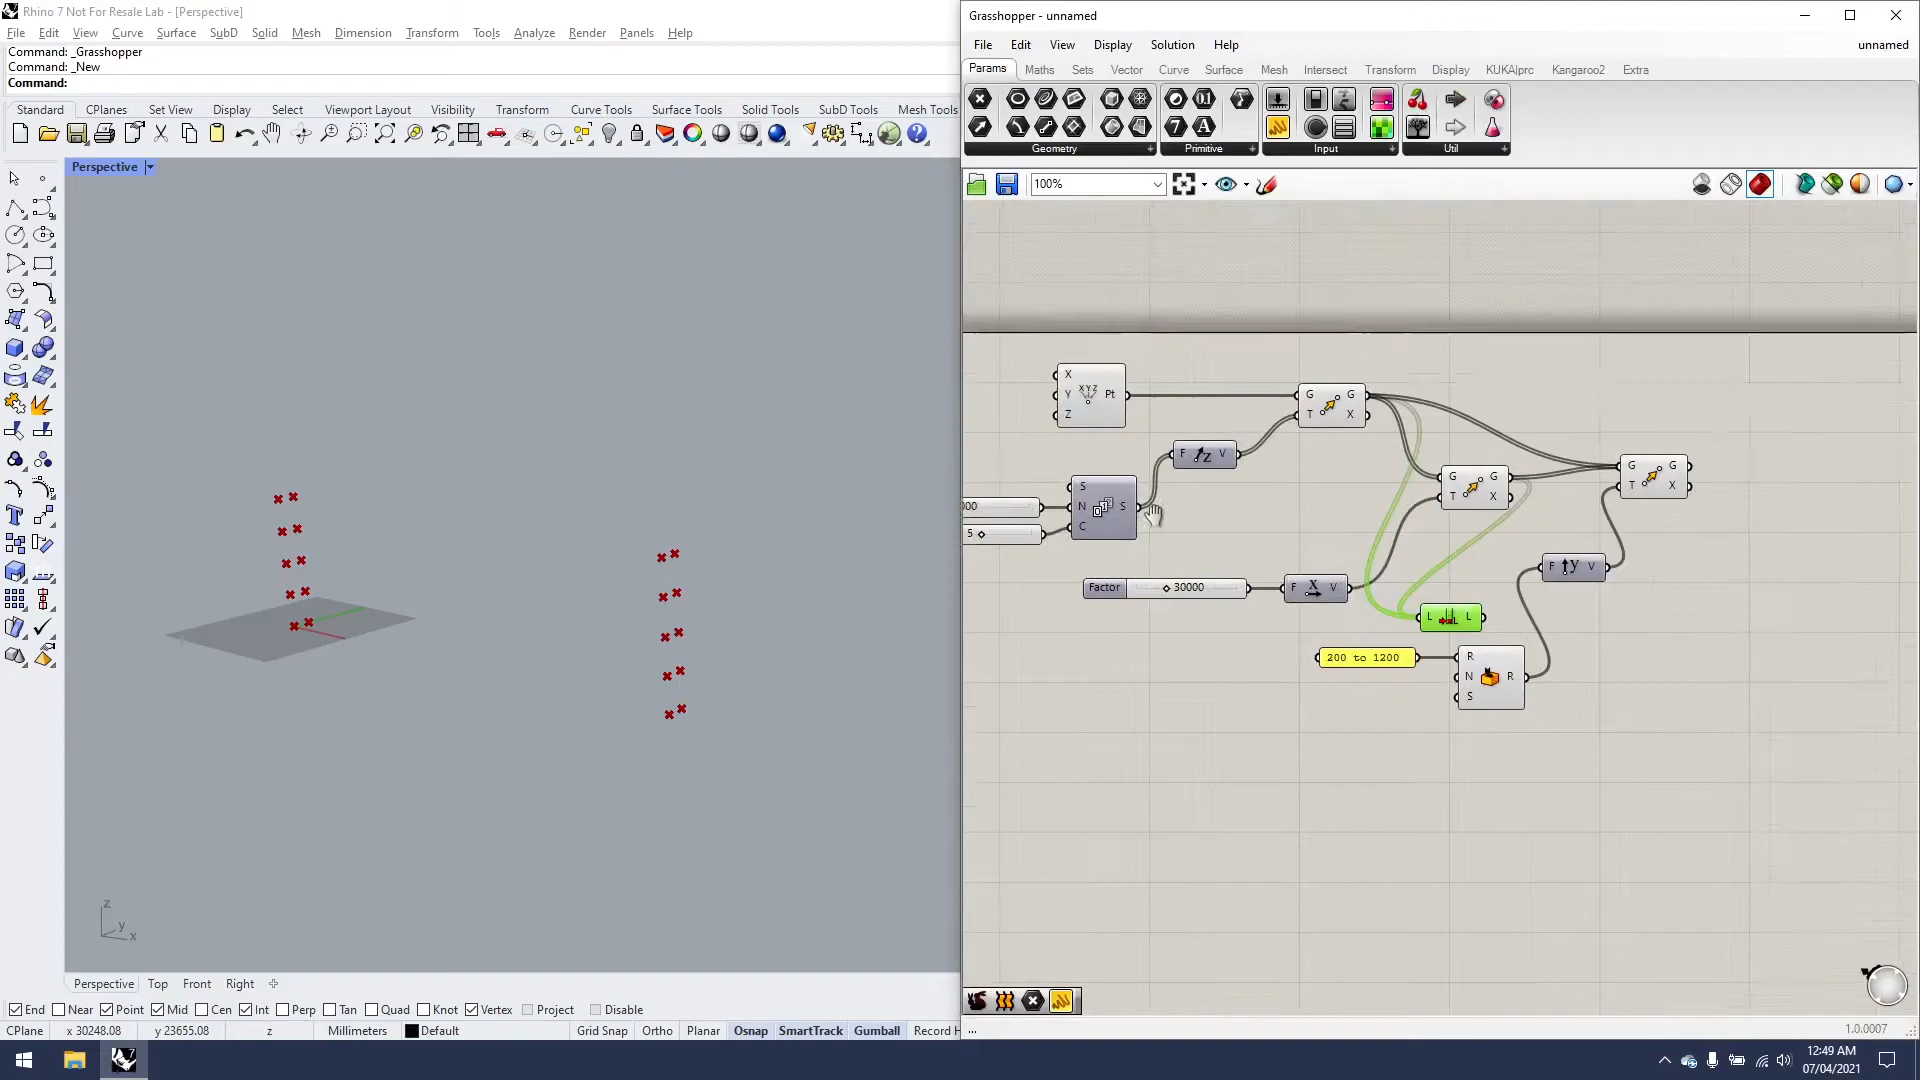 Rhino 7 Not For Resale Lab - [Perspective]
File Edit View Curve Surface SubD Solid Mesh Dimension Transform Tools Analyze Render Panels Help
Command: _Grasshopper
Command: _New
Command:
Standard CPlanes Set View Display Select Viewport Layout Visibility Transform Curve Tools Surface Tools Solid Tools SubD Tools Mesh Tools
Perspective
z
y
x
Perspective Top Front Right
End Near Point Mid Cen Int Perp Tan Quad Knot Vertex Project Disable
CPlane x 30248.08 y 23655.08 z Millimeters Default Grid Snap Ortho Planar Osnap SmartTrack Gumball Record H
Grasshopper - unnamed
File Edit View Display Solution Help unnamed
Params Maths Sets Vector Curve Surface Mesh Intersect Transform Display KUKA|prc Kangaroo2 Extra
Geometry Primitive Input Util
100%
X
Y XYZ Pt
Z
G G
T X
F Z V
S
N S
C
00
5
G G
T X
G G
T X
Factor 30000
F X V
F y V
L L
200 to 1200
R
N R
S
...
1.0.0007
12:49 AM
07/04/2021